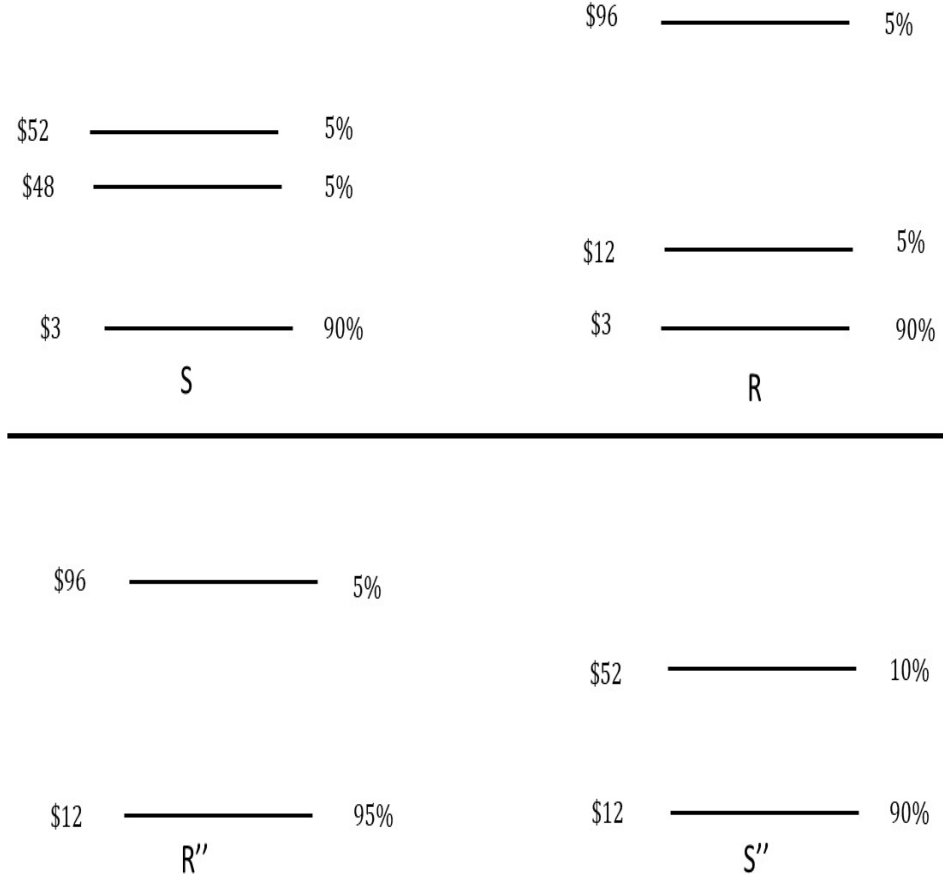 $96 5%
$52 5%
$48 5%
$12 5%
$3 90%
$3 90%
S
R
$96 5%
$52 10%
$12 95%
$12 90%
R’’
S’’